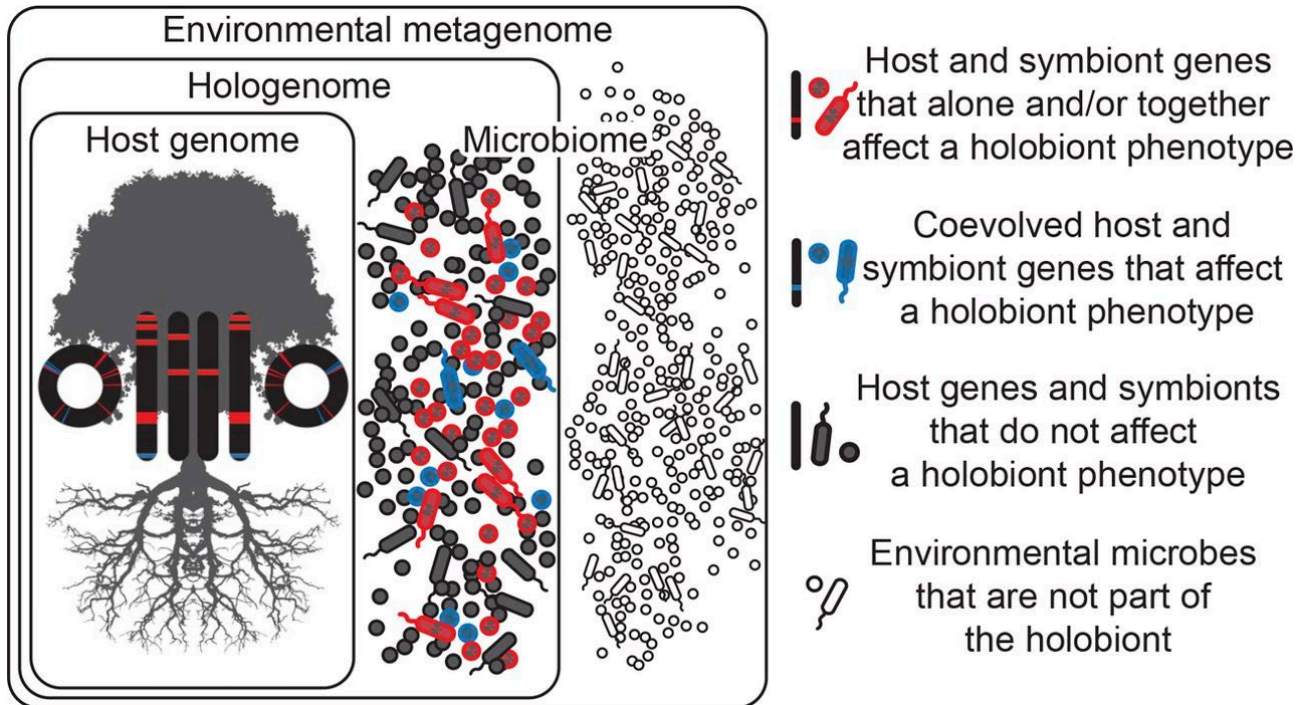 Environmental metagenome
Hologenome
Host genome
Microbiome
Host and symbiont genes
that alone and/or together
affect a holobiont phenotype
Coevolved host and
symbiont genes that affect
a holobiont phenotype
Host genes and symbionts
that do not affect
a holobiont phenotype
Environmental microbes
that are not part of
the holobiont